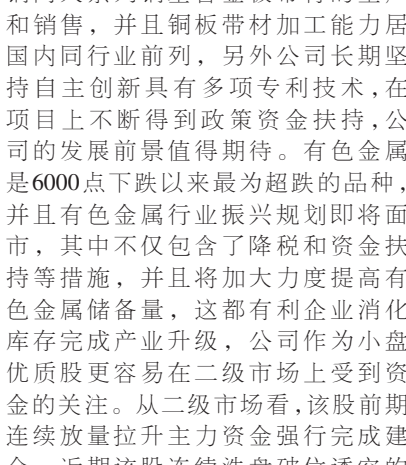 和销售，并且铜板带材加工能力居
国内同行业前列，另外公司长期坚
持自主创新具有多项专利技术，在
项目上不断得到政策资金扶持，公
司的发展前景值得期待。有色金属
是6000点下跌以来最为超跌的品种，
并且有色金属行业振兴规划即将面
市，其中不仅包含了降税和资金扶
持等措施，并且将加大力度提高有
色金属储备量，这都有利企业消化
库存完成产业升级，公司作为小盘
优质股更容易在二级市场上受到资
金的关注。从二级市场看，该股前期
连续放量拉升主力资金强行完成建